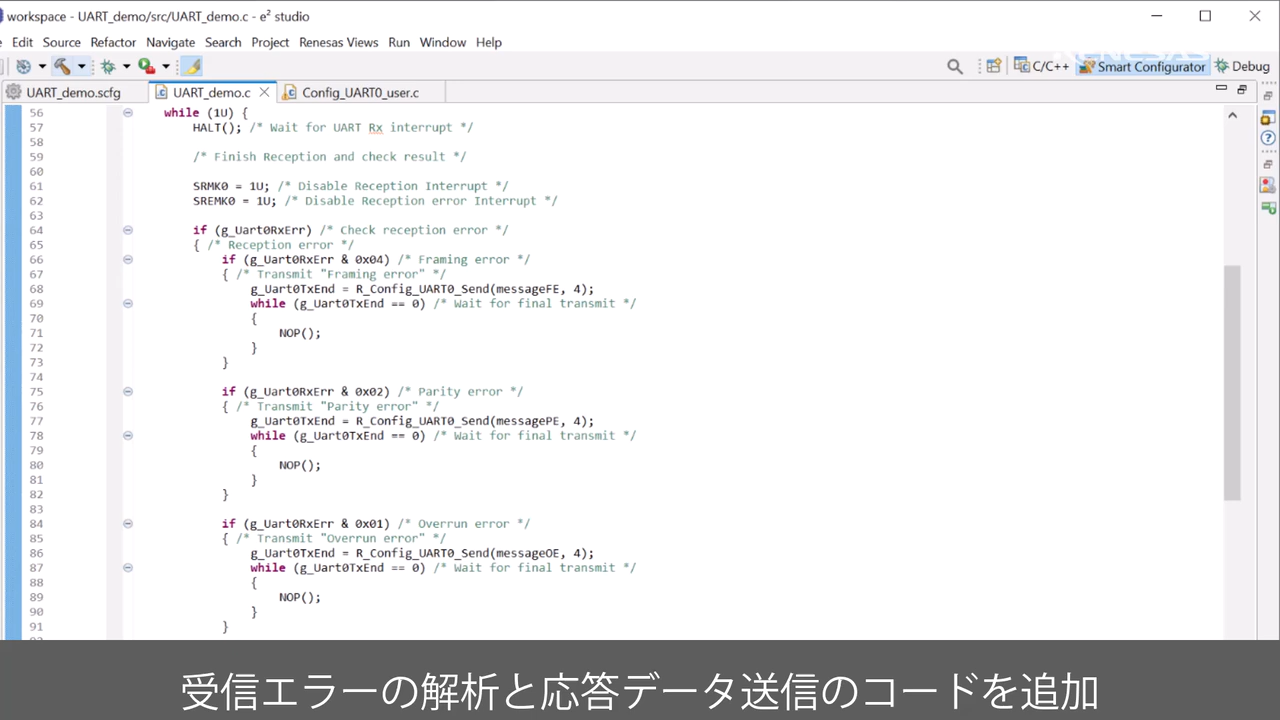 workspace - UART_demo/src/UART_demo.c - e² studio
Edit Source Refactor Navigate Search Project Renesas Views Run Window Help
C/C++ Smart Configurator Debug
UART_demo.scfg UART_demo.c Config_UART0_user.c
56 while (1U) {
57 HALT(); /* Wait for UART Rx interrupt */
58
59 /* Finish Reception and check result */
60
61 SRMK0 = 1U; /* Disable Reception Interrupt */
62 SREMK0 = 1U; /* Disable Reception error Interrupt */
63
64 if (g_Uart0RxErr) /* Check reception error */
65 { /* Reception error */
66 if (g_Uart0RxErr & 0x04) /* Framing error */
67 { /* Transmit "Framing error" */
68 g_Uart0TxEnd = R_Config_UART0_Send(messageFE, 4);
69 while (g_Uart0TxEnd == 0) /* Wait for final transmit */
70 {
71 NOP();
72 }
73 }
74
75 if (g_Uart0RxErr & 0x02) /* Parity error */
76 { /* Transmit "Parity error" */
77 g_Uart0TxEnd = R_Config_UART0_Send(messagePE, 4);
78 while (g_Uart0TxEnd == 0) /* Wait for final transmit */
79 {
80 NOP();
81 }
82 }
83
84 if (g_Uart0RxErr & 0x01) /* Overrun error */
85 { /* Transmit "Overrun error" */
86 g_Uart0TxEnd = R_Config_UART0_Send(messageOE, 4);
87 while (g_Uart0TxEnd == 0) /* Wait for final transmit */
88 {
89 NOP();
90 }
91 }
受信エラーの解析と応答データ送信のコードを追加